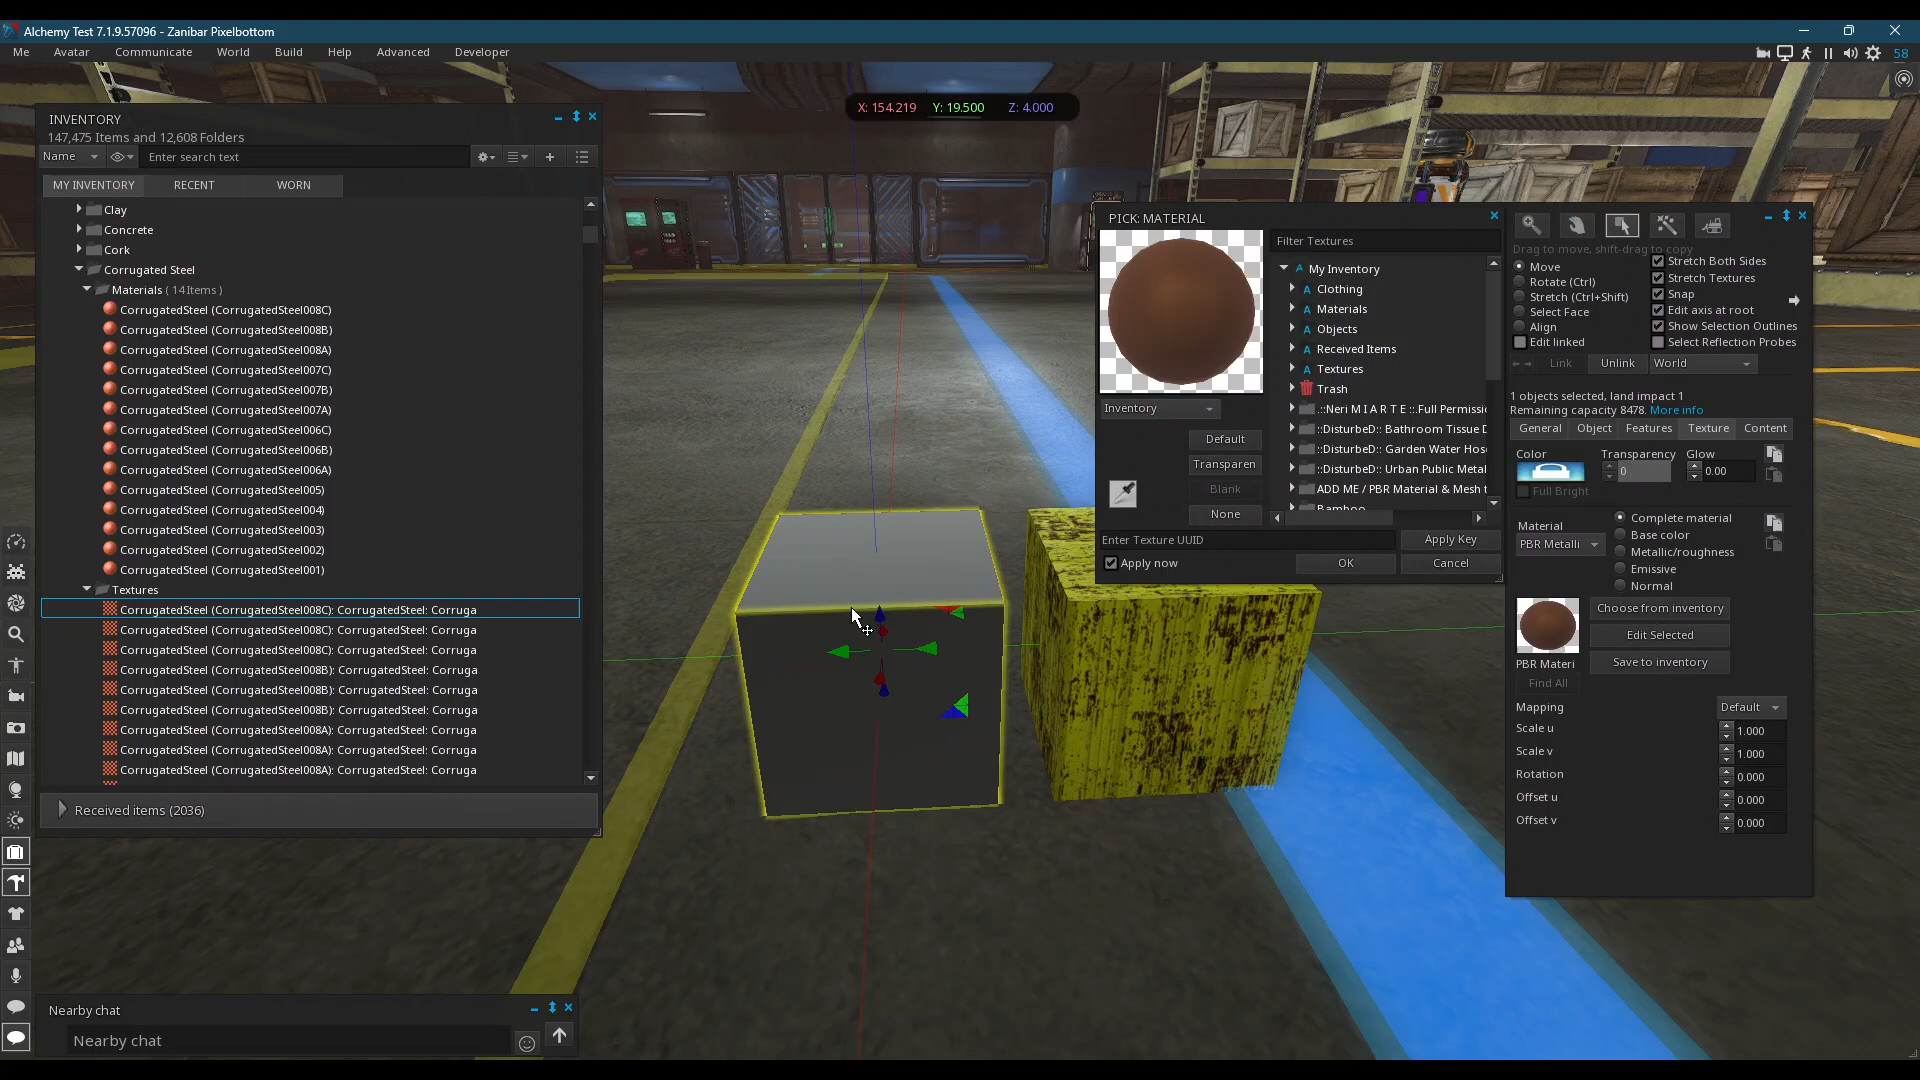 Alchemy Test 7.1.9.57096 - Zanibar Pixelbottom
Me Avatar Communicate World Build Help Advanced Developer
58
X: 154.219 Y: 19.500 Z: 4.000
INVENTORY
147,475 Items and 12,608 Folders
Name Enter search text
MY INVENTORY RECENT WORN
Clay
Concrete
Cork
Corrugated Steel
Materials ( 14 Items )
CorrugatedSteel (CorrugatedSteel008C)
CorrugatedSteel (CorrugatedSteel008B)
CorrugatedSteel (CorrugatedSteel008A)
CorrugatedSteel (CorrugatedSteel007C)
CorrugatedSteel (CorrugatedSteel007B)
CorrugatedSteel (CorrugatedSteel007A)
CorrugatedSteel (CorrugatedSteel006C)
CorrugatedSteel (CorrugatedSteel006B)
CorrugatedSteel (CorrugatedSteel006A)
CorrugatedSteel (CorrugatedSteel005)
CorrugatedSteel (CorrugatedSteel004)
CorrugatedSteel (CorrugatedSteel003)
CorrugatedSteel (CorrugatedSteel002)
CorrugatedSteel (CorrugatedSteel001)
Textures
CorrugatedSteel (CorrugatedSteel008C): CorrugatedSteel: Corruga
CorrugatedSteel (CorrugatedSteel008C): CorrugatedSteel: Corruga
CorrugatedSteel (CorrugatedSteel008C): CorrugatedSteel: Corruga
CorrugatedSteel (CorrugatedSteel008B): CorrugatedSteel: Corruga
CorrugatedSteel (CorrugatedSteel008B): CorrugatedSteel: Corruga
CorrugatedSteel (CorrugatedSteel008B): CorrugatedSteel: Corruga
CorrugatedSteel (CorrugatedSteel008A): CorrugatedSteel: Corruga
CorrugatedSteel (CorrugatedSteel008A): CorrugatedSteel: Corruga
CorrugatedSteel (CorrugatedSteel008A): CorrugatedSteel: Corruga
Received items (2036)
Nearby chat
Nearby chat
PICK: MATERIAL
Filter Textures
My Inventory
Clothing
Materials
Objects
Received Items
Textures
Trash
.::Neri M I A R T E ::.Full Permissic
::DisturbeD:: Bathroom Tissue D
::DisturbeD:: Garden Water Hos
::DisturbeD:: Urban Public Metal
ADD ME / PBR Material & Mesh t
Bamboo
Inventory
Default
Transparen
Blank
None
Enter Texture UUID
Apply Key
Apply now
OK
Cancel
Drag to move, shift-drag to copy
Move
Rotate (Ctrl)
Stretch (Ctrl+Shift)
Select Face
Align
Edit linked
Stretch Both Sides
Stretch Textures
Snap
Edit axis at root
Show Selection Outlines
Select Reflection Probes
Link Unlink World
1 objects selected, land impact 1
Remaining capacity 8478. More info
General Object Features Texture Content
Color Transparency Glow
0 0.00
Full Bright
Material
PBR Metalli
Complete material
Base color
Metallic/roughness
Emissive
Normal
Choose from inventory
Edit Selected
Save to inventory
PBR Materi
Find All
Mapping Default
Scale u 1.000
Scale v 1.000
Rotation 0.000
Offset u 0.000
Offset v 0.000